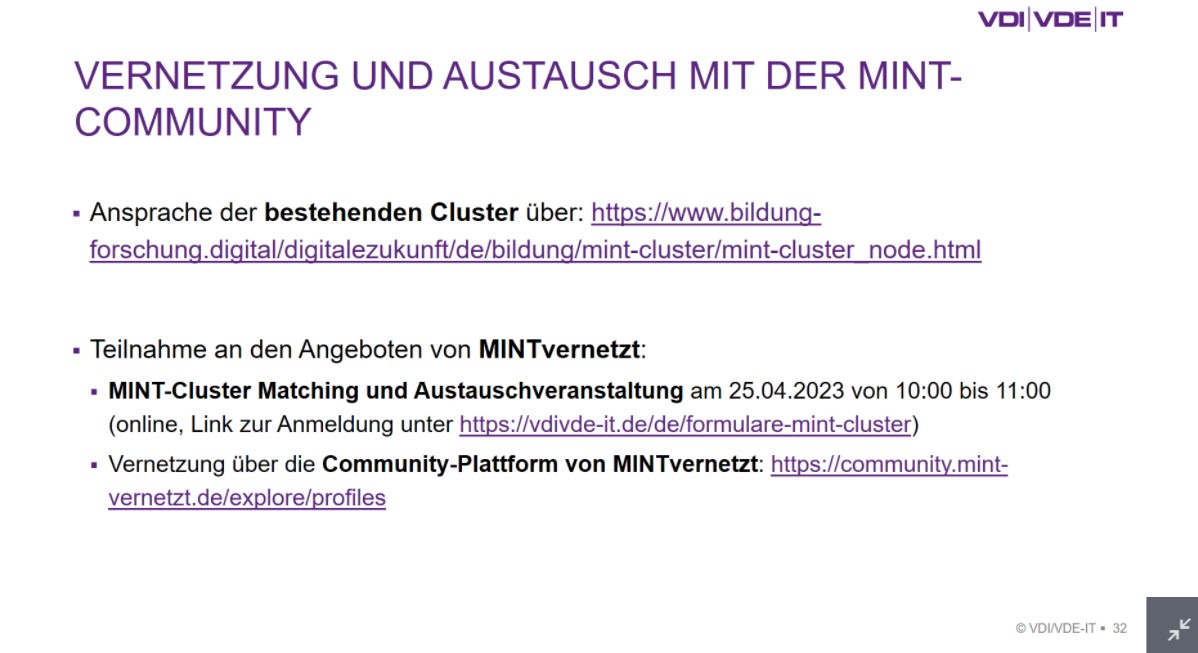 VDI|VDE|IT
VERNETZUNG UND AUSTAUSCH MIT DER MINT-
COMMUNITY
▪ Ansprache der bestehenden Cluster über: https://www.bildung-
forschung.digital/digitalezukunft/de/bildung/mint-cluster/mint-cluster_node.html
▪ Teilnahme an den Angeboten von MINTvernetzt:
▪ MINT-Cluster Matching und Austauschveranstaltung am 25.04.2023 von 10:00 bis 11:00
(online, Link zur Anmeldung unter https://vdivde-it.de/de/formulare-mint-cluster)
▪ Vernetzung über die Community-Plattform von MINTvernetzt: https://community.mint-
vernetzt.de/explore/profiles
© VDI/VDE-IT ▪ 32